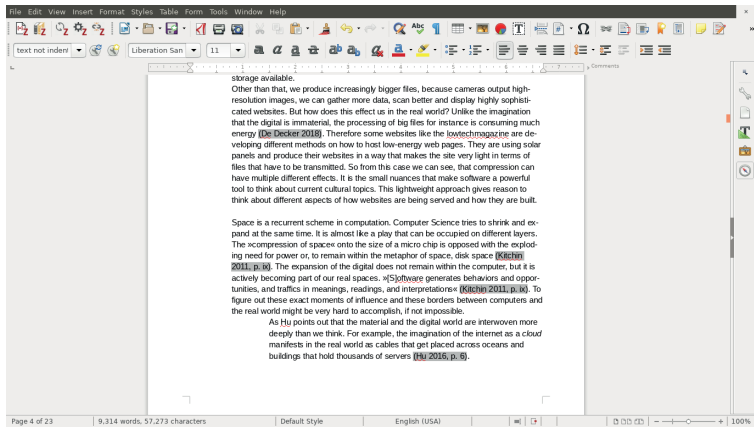 File Edit View Insert Format Styles Table Form Tools Window Help
text not indent Liberation San 11
Comments
storage available.
Other than that, we produce increasingly bigger files, because cameras output high-
resolution images, we can gather more data, scan better and display highly sophisti-
cated websites. But how does this effect us in the real world? Unlike the imagination
that the digital is immaterial, the processing of big files for instance is consuming much
energy (De Decker 2018). Therefore some websites like the lowtechmagazine are de-
veloping different methods on how to host low-energy web pages. They are using solar
panels and produce their websites in a way that makes the site very light in terms of
files that have to be transmitted. So from this case we can see, that compression can
have multiple different effects. It is the small nuances that make software a powerful
tool to think about current cultural topics. This lightweight approach gives reason to
think about different aspects of how websites are being served and how they are built.
Space is a recurrent scheme in computation. Computer Science tries to shrink and ex-
pand at the same time. It is almost like a play that can be occupied on different layers.
The »compression of space« onto the size of a micro chip is opposed with the explod-
ing need for power or, to remain within the metaphor of space, disk space (Kitchin
2011, p. ix). The expansion of the digital does not remain within the computer, but it is
actively becoming part of our real spaces. »[S]oftware generates behaviors and oppor-
tunities, and traffics in meanings, readings, and interpretations« (Kitchin 2011, p. ix). To
figure out these exact moments of influence and these borders between computers and
the real world might be very hard to accomplish, if not impossible.
As Hu points out that the material and the digital world are interwoven more
deeply than we think. For example, the imagination of the internet as a cloud
manifests in the real world as cables that get placed across oceans and
buildings that hold thousands of servers (Hu 2016, p. 6).
Page 4 of 23 9,314 words, 57,273 characters Default Style English (USA) 100%